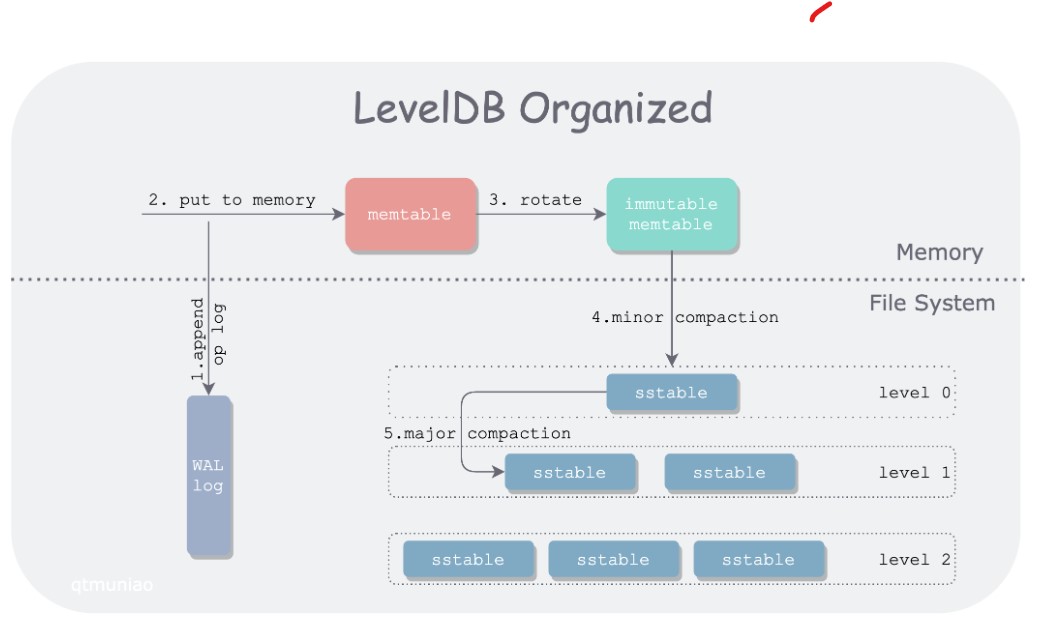 LevelDB Organized
2. put to memory
memtable
3. rotate
immutable
memtable
Memory
File System
1.append
op log
4.minor compaction
sstable
level 0
5.major compaction
WAL
log
sstable
sstable
level 1
sstable
sstable
sstable
level 2
qtmuniao